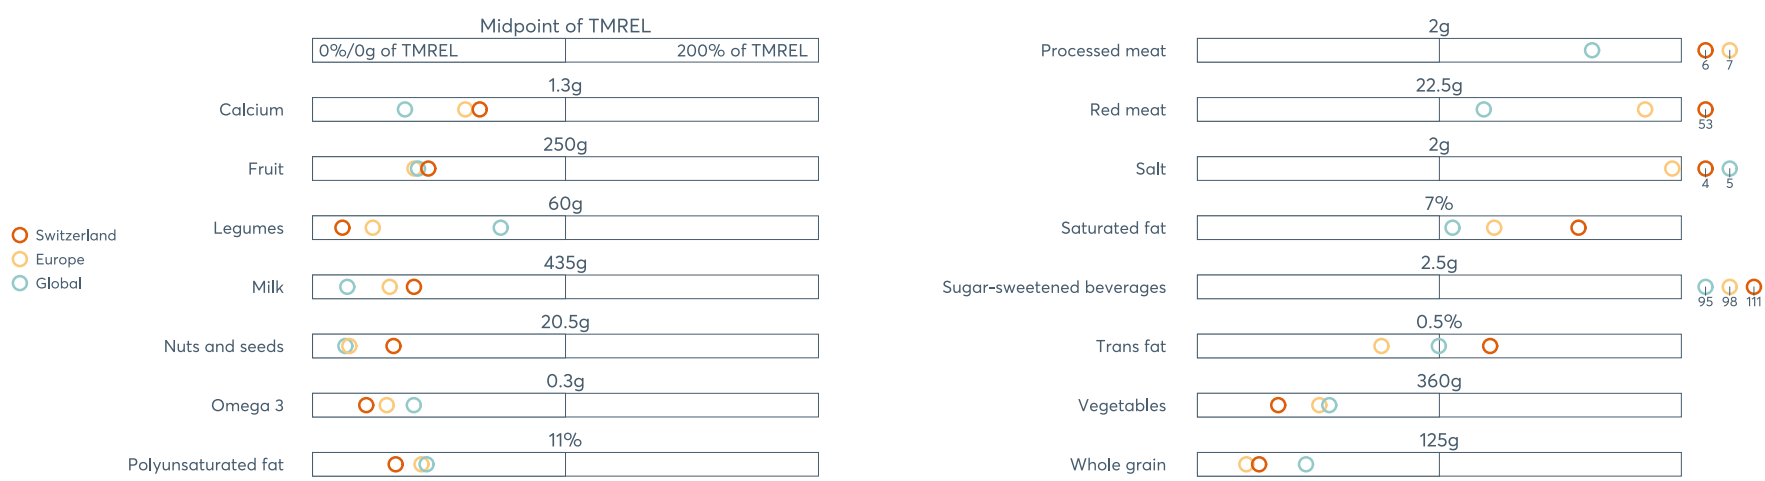 Midpoint of TMREL
0%/0g of TMREL 200% of TMREL
1.3g
Calcium
250g
Fruit
60g
Legumes
435g
Milk
20.5g
Nuts and seeds
0.3g
Omega 3
11%
Polyunsaturated fat
Switzerland
Europe
Global
2g
Processed meat
6 7
22.5g
Red meat
53
2g
Salt
4 5
7%
Saturated fat
2.5g
Sugar-sweetened beverages
95 98 111
0.5%
Trans fat
360g
Vegetables
125g
Whole grain